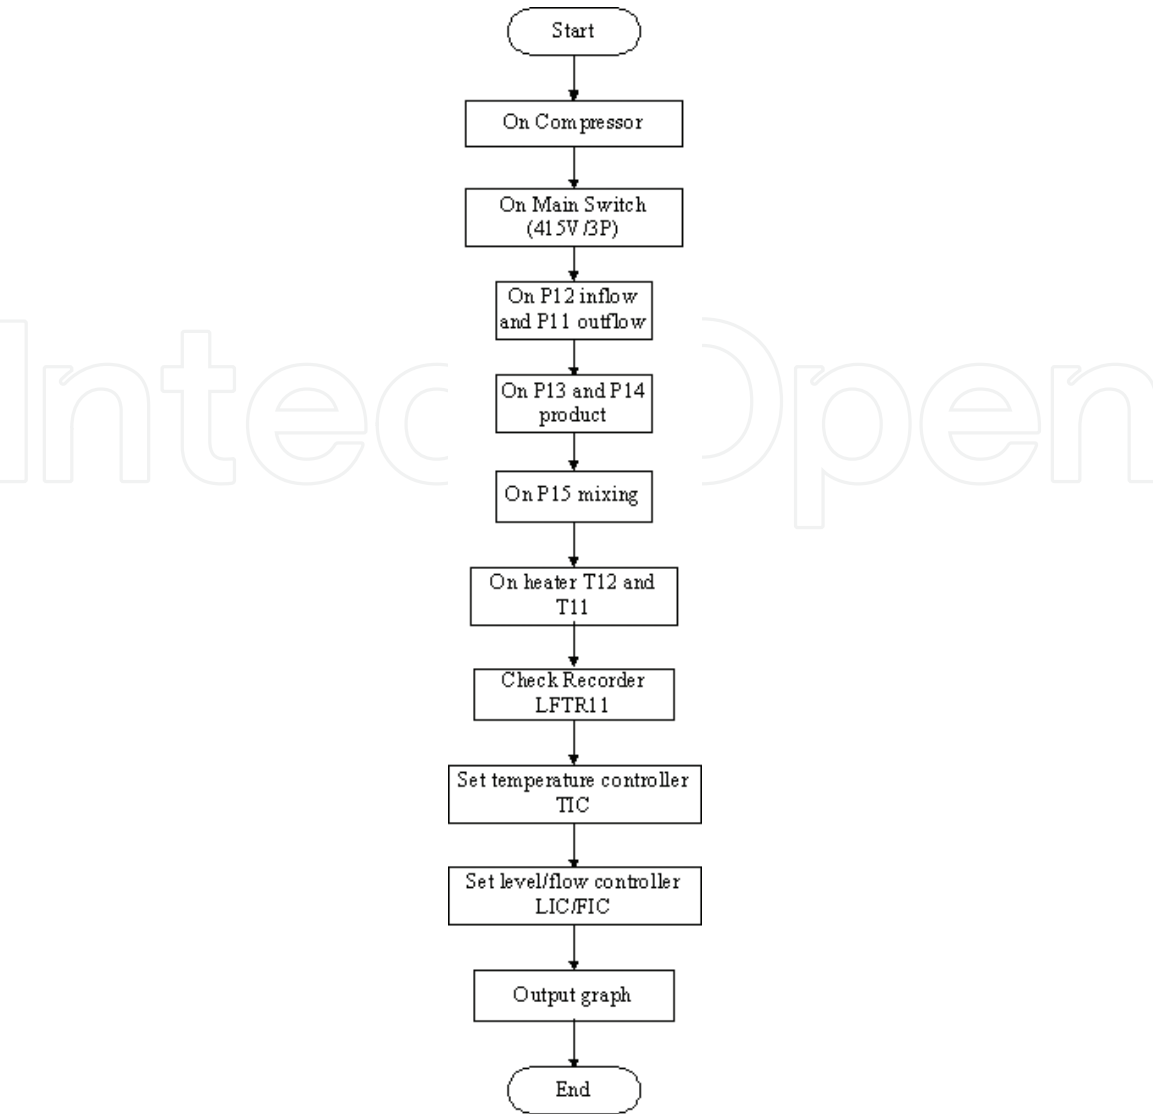 Start
On Compressor
On Main Switch
(415V/3P)
On P12 inflow
and P11 outflow
On P13 and P14
product
On P15 mixing
On heater T12 and
T11
Check Recorder
LFTR11
Set temperature controller
TIC
Set level/flow controller
LIC/FIC
Output graph
End
IntechOpen